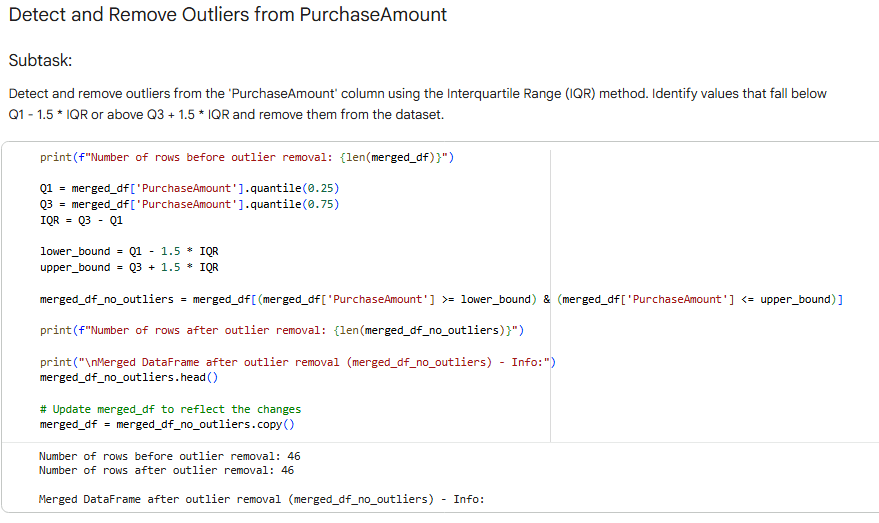 Detect and Remove Outliers from PurchaseAmount
Subtask:
Detect and remove outliers from the 'PurchaseAmount' column using the Interquartile Range (IQR) method. Identify values that fall below
Q1 - 1.5 * IQR or above Q3 + 1.5 * IQR and remove them from the dataset.
print(f"Number of rows before outlier removal: {len(merged_df)}")
Q1 = merged_df['PurchaseAmount'].quantile(0.25)
Q3 = merged_df['PurchaseAmount'].quantile(0.75)
IQR = Q3 - Q1
lower_bound = Q1 - 1.5 * IQR
upper_bound = Q3 + 1.5 * IQR
merged_df_no_outliers = merged_df[(merged_df['PurchaseAmount'] >= lower_bound) & (merged_df['PurchaseAmount'] <= upper_bound)]
print(f"Number of rows after outlier removal: {len(merged_df_no_outliers)}")
print("\nMerged DataFrame after outlier removal (merged_df_no_outliers) - Info:")
merged_df_no_outliers.head()
# Update merged_df to reflect the changes
merged_df = merged_df_no_outliers.copy()
Number of rows before outlier removal: 46
Number of rows after outlier removal: 46
Merged DataFrame after outlier removal (merged_df_no_outliers) - Info: